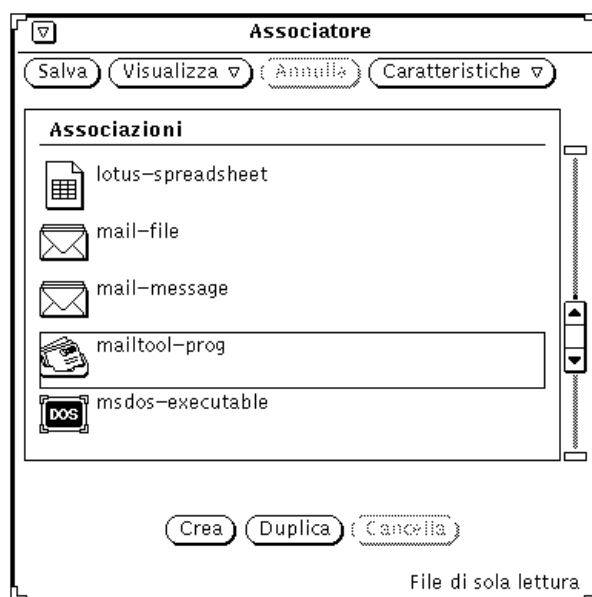 Associatore
Salva Visualizza Annulla Caratteristiche
Associazioni
lotus-spreadsheet
mail-file
mail-message
mailtool-prog
DOS msdos-executable
Crea Duplica Cancella
File di sola lettura